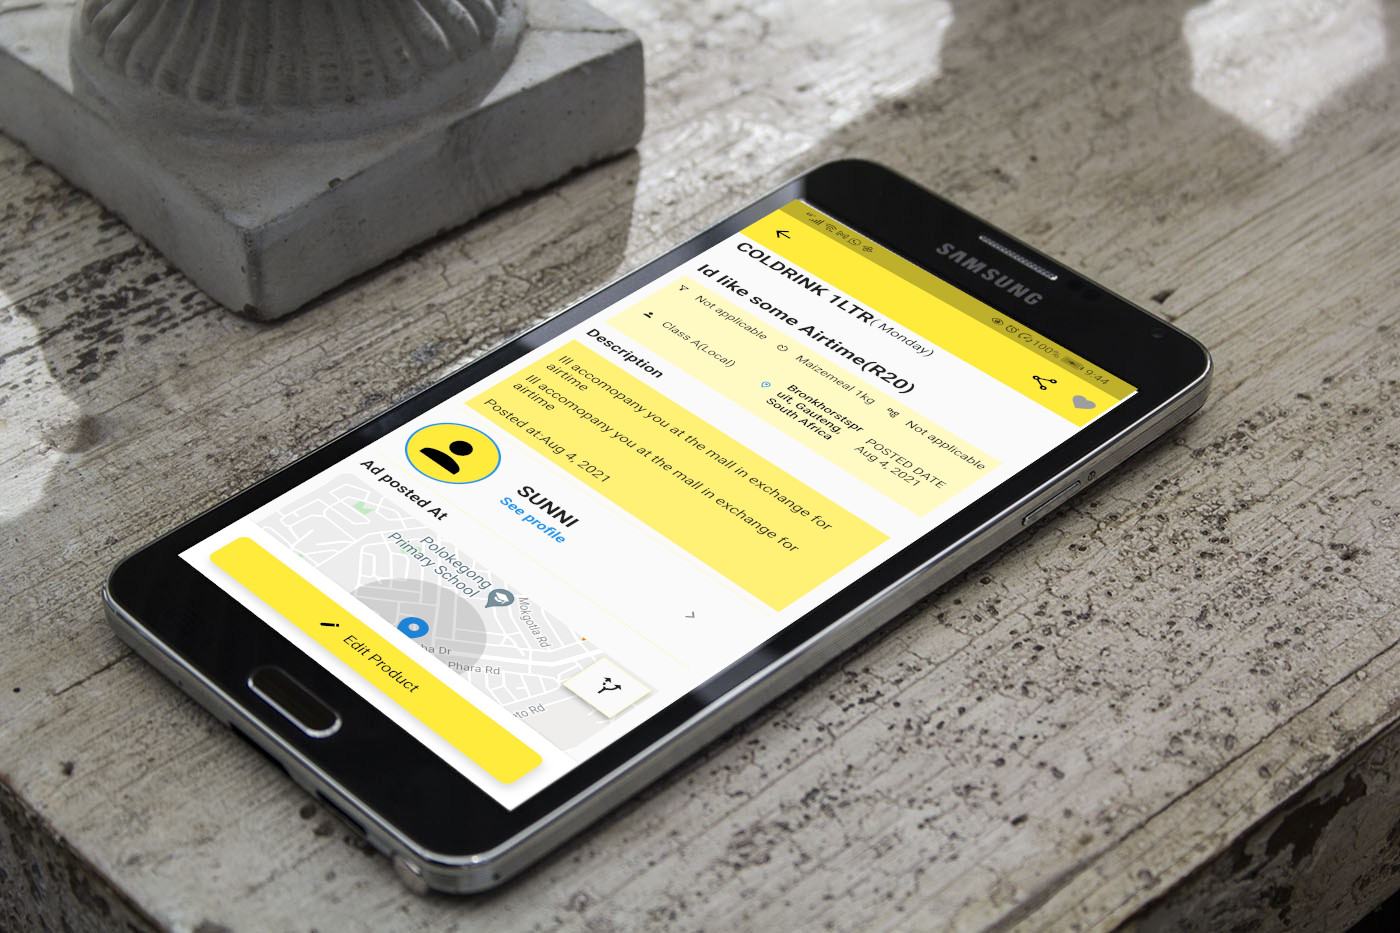 SAMSUNG
100%
9:44
COLDRINK 1LTR( Monday)
Id like some Airtime(R20)
Not applicable
Maizemeal 1kg
Not applicable
Class A(Local)
Bronkhorstspr
uit, Gauteng,
South Africa
POSTED DATE
Aug 4, 2021
Description
Ill accomopany you at the mall in exchange for
airtime
Ill accomopany you at the mall in exchange for
airtime
Posted at:Aug 4, 2021
SUNNI
See profile
Ad posted At
Polokegong
Primary School
Mokgotla Rd
Dr
Phara Rd
Rd
Edit Product